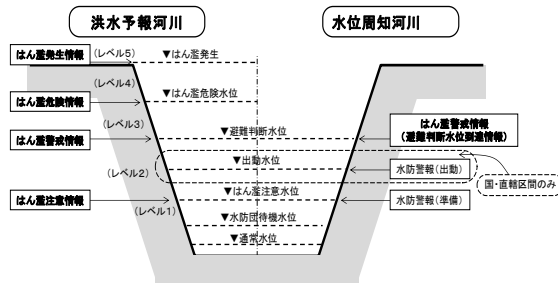 洪水予報河川
水位周知河川
はん濫発生情報
(レベル5)
▼はん濫発生
(レベル4)
はん濫危険情報
▼はん濫危険水位
(レベル3)
はん濫警戒情報
▼避難判断水位
はん濫警戒情報
(避難判断水位到達情報)
▼出動水位
水防警報(出動)
国・直轄区間のみ
(レベル2)
はん濫注意情報
▼はん濫注意水位
水防警報(準備)
(レベル1)
▼水防団待機水位
▼通常水位